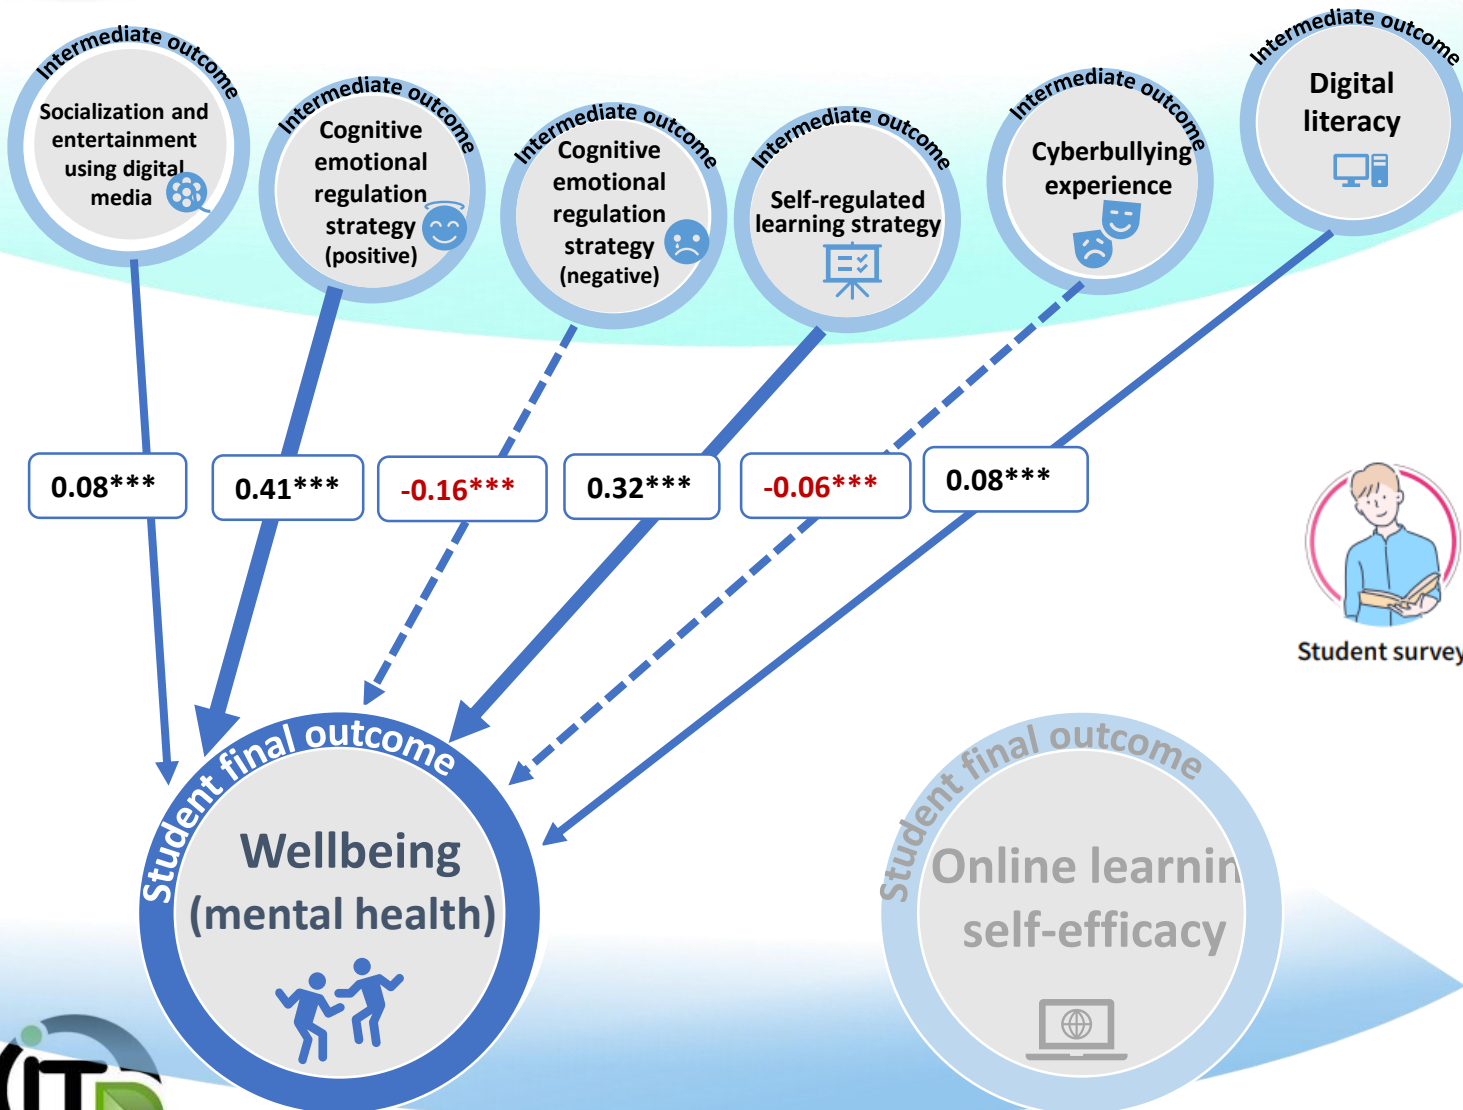 Intermediate outcome
Socialization and
entertainment
using digital
media
Intermediate outcome
Cognitive
emotional
regulation
strategy
(positive)
Intermediate outcome
Cognitive
emotional
regulation
strategy
(negative)
Intermediate outcome
Self-regulated
learning strategy
Intermediate outcome
Cyberbullying
experience
Intermediate outcome
Digital
literacy
0.08***
0.41***
-0.16***
0.32***
-0.06***
0.08***
Student survey
Student final outcome
Wellbeing
(mental health)
Student final outcome
Online learnin
self-efficacy